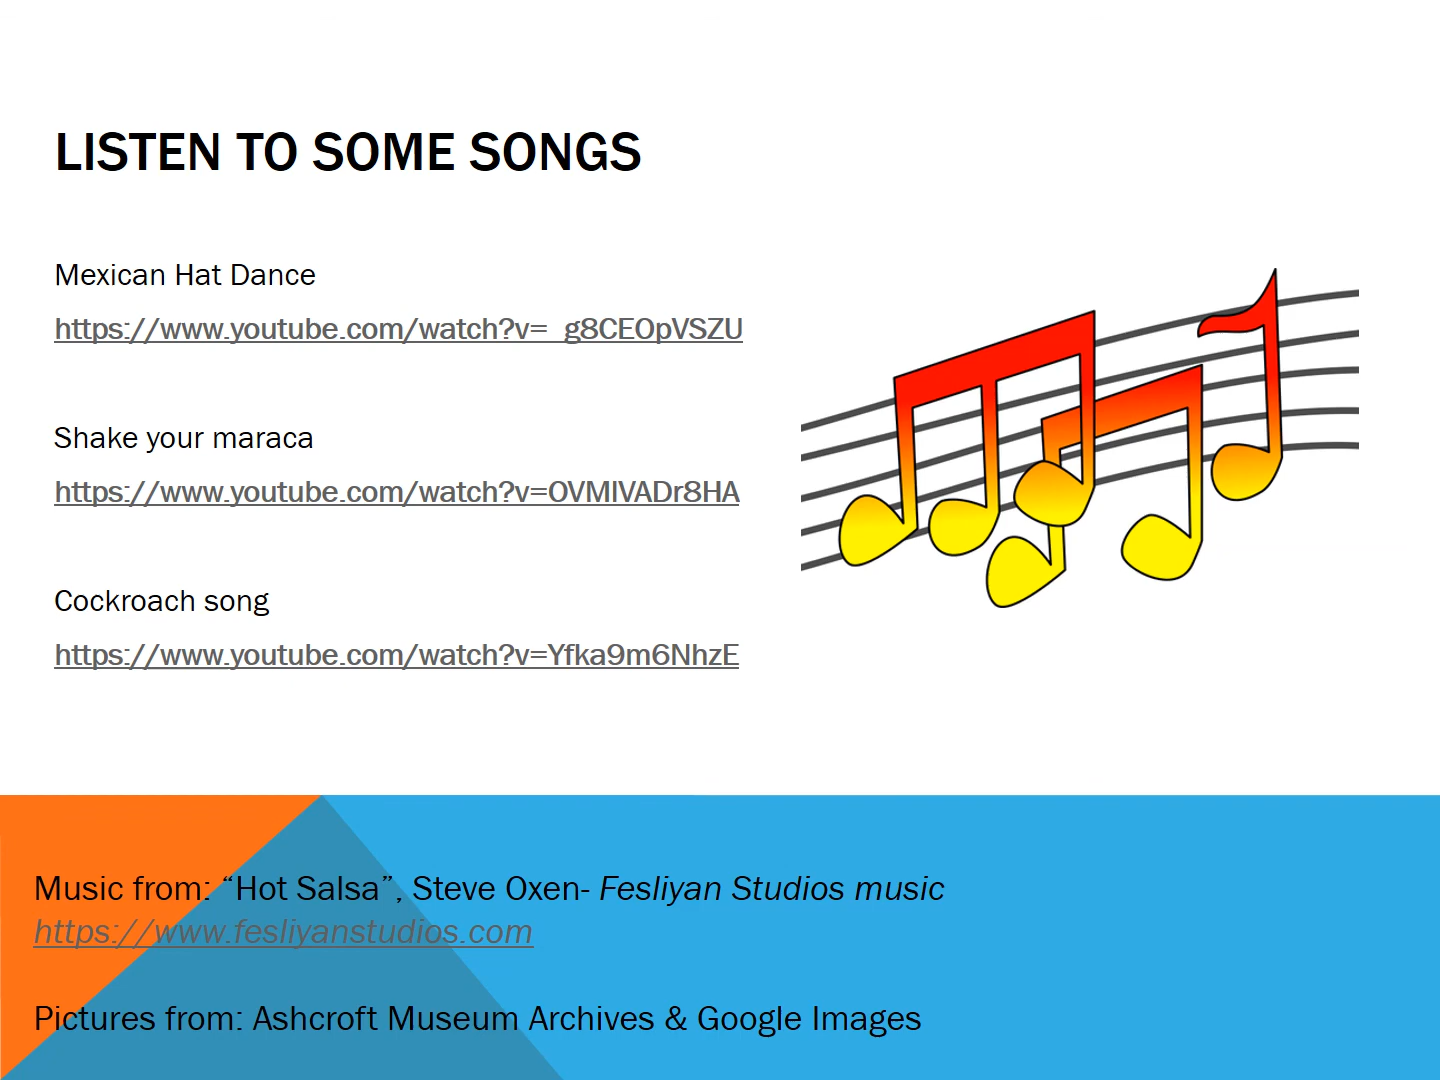 LISTEN TO SOME SONGS
Mexican Hat Dance
https://www.youtube.com/watch?v=_g8CEOpVSZU
Shake your maraca
https://www.youtube.com/watch?v=OVMIVADr8HA
Cockroach song
https://www.youtube.com/watch?v=Yfka9m6NhzE
Music from: “Hot Salsa”, Steve Oxen- Fesliyan Studios music
https://www.fesliyanstudios.com
Pictures from: Ashcroft Museum Archives & Google Images